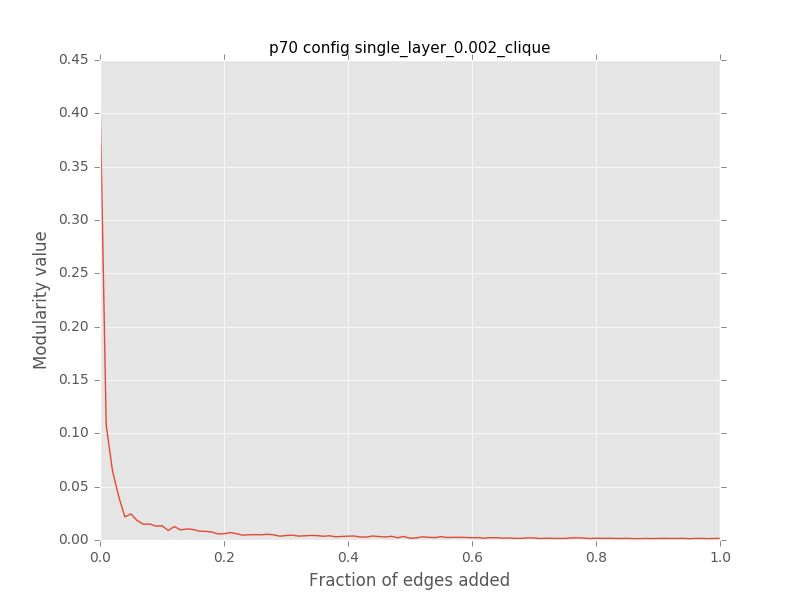 p70 config single_layer_0.002_clique
0.45
0.40
0.35
0.30
0.25
0.20
0.15
0.10
0.05
0.00
Modularity value
0.0 0.2 0.4 0.6 0.8 1.0
Fraction of edges added